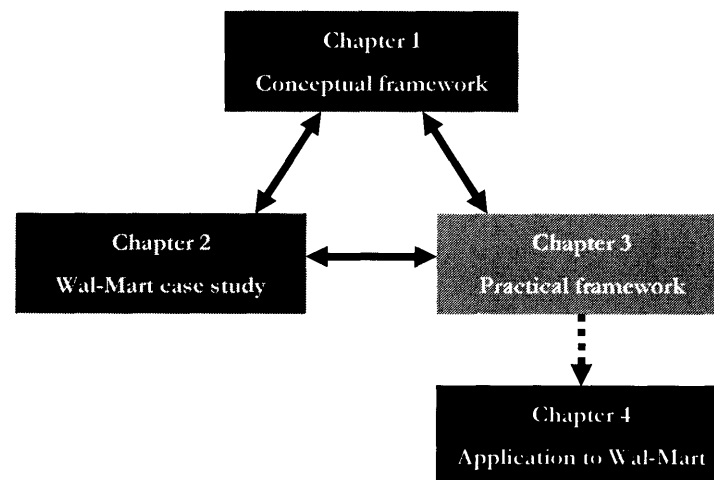 Chapter 1
Conceptual framework
Chapter 2
Wal-Mart case study
Chapter 3
Practical framework
Chapter 4
Application to Wal-Mart